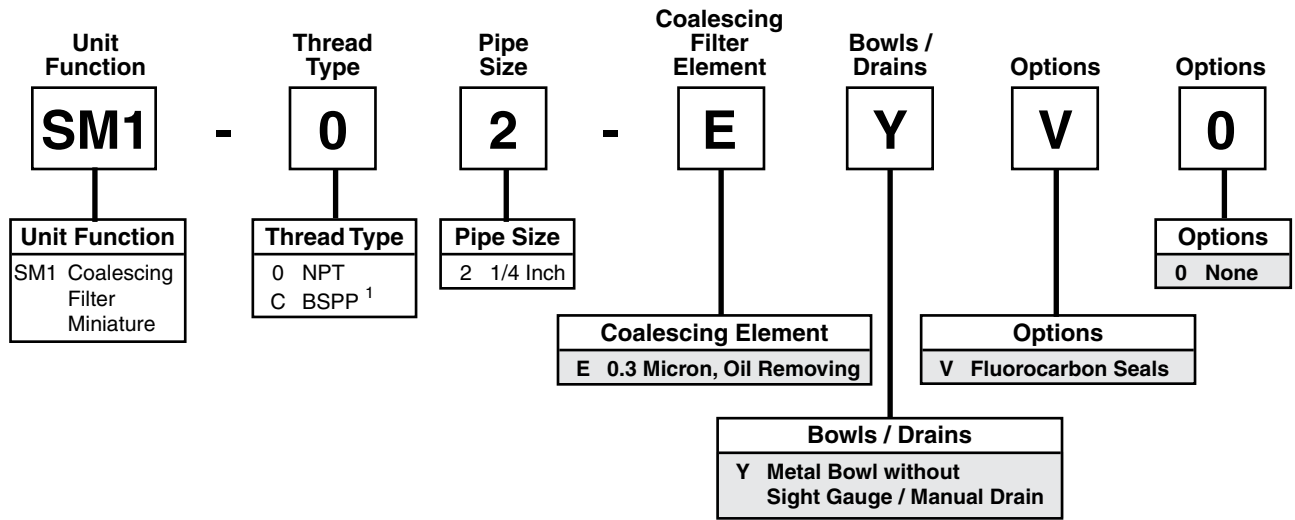 Unit
Function
Thread
Type
Pipe
Size
Coalescing
Filter
Element
Bowls /
Drains
Options
Options
SM1 - 0 2 - E Y V 0
Unit Function
SM1 Coalescing
Filter
Miniature
Thread Type
0 NPT
C BSPP 1
Pipe Size
2 1/4 Inch
Options
0 None
Coalescing Element
E 0.3 Micron, Oil Removing
Options
V Fluorocarbon Seals
Bowls / Drains
Y Metal Bowl without
Sight Gauge / Manual Drain